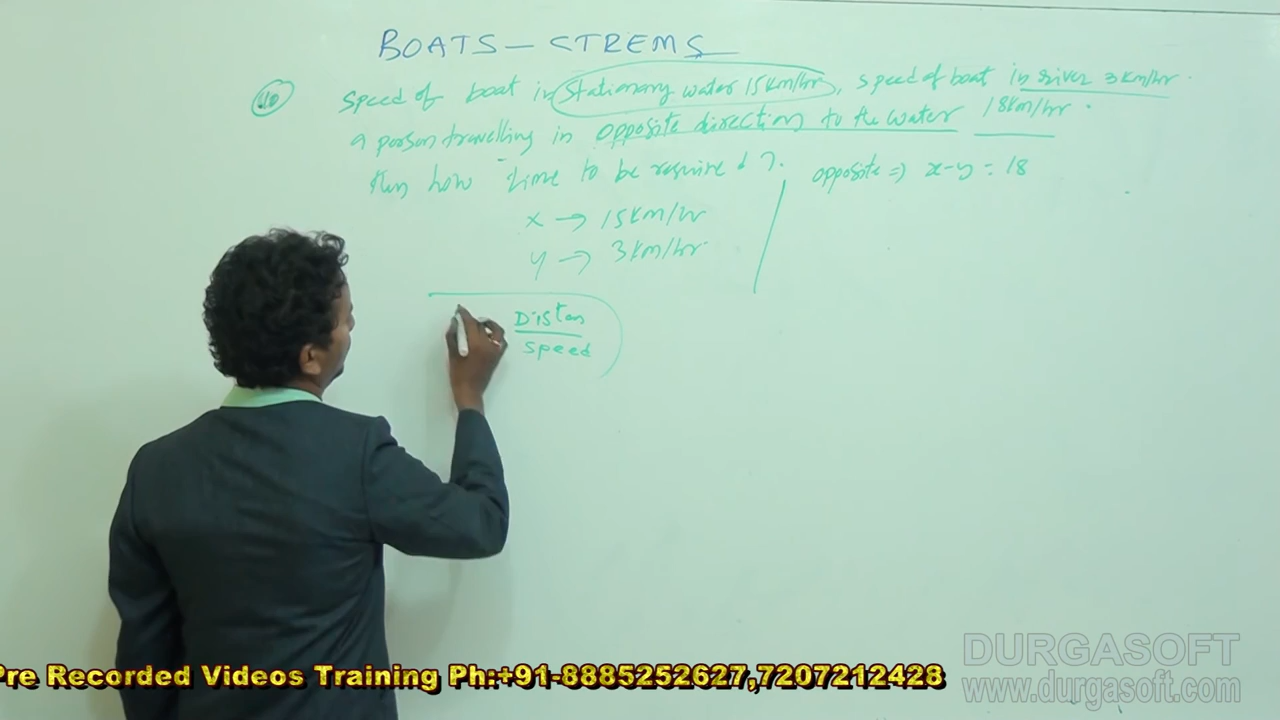 BOATS - STREMS
10 Speed of boat in stationary water 15km/hr, speed of boat in river 3km/hr.
a person travelling in opposite direction to the water 18km/hr.
then how time to be required?.
opposite => x-y = 18
x → 15km/hr
y → 3km/hr
Distan
speed
Pre Recorded Videos Training Ph:+91-8885252627,7207212428
DURGASOFT
www.durgasoft.com